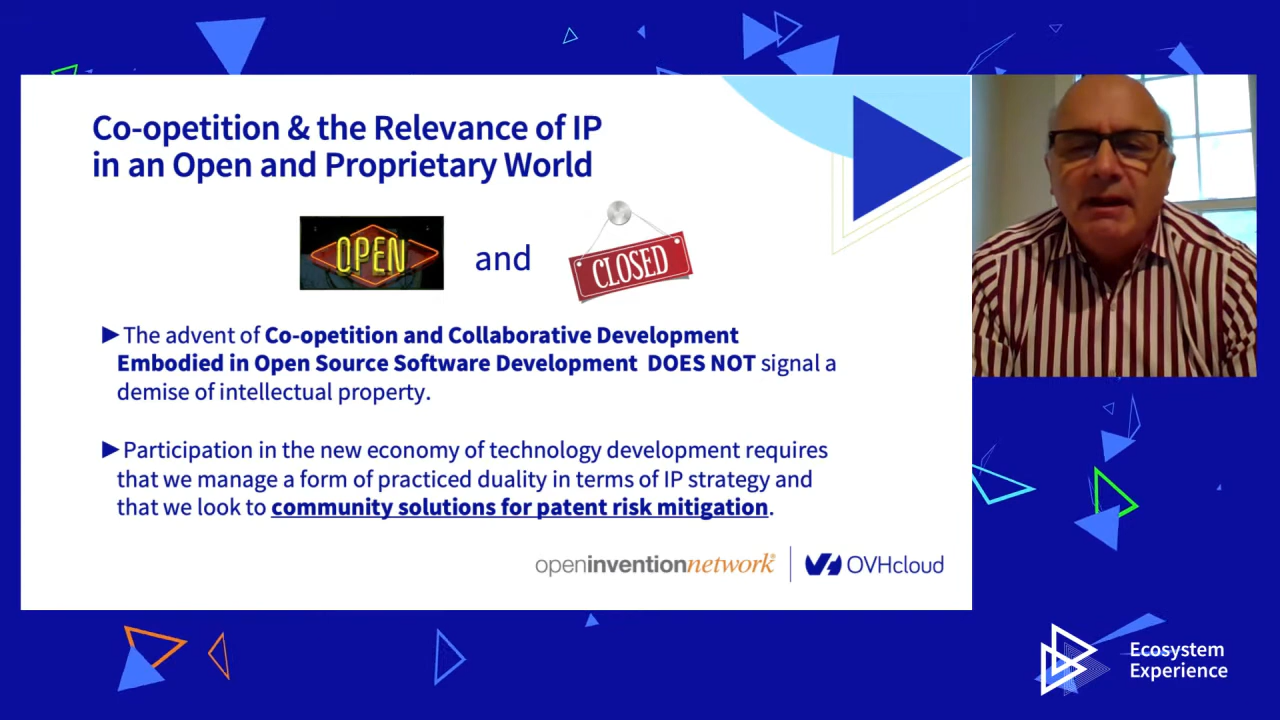 Co-opetition & the Relevance of IP
in an Open and Proprietary World
OPEN
and
CLOSED
The advent of Co-opetition and Collaborative Development
Embodied in Open Source Software Development DOES NOT signal a
demise of intellectual property.
Participation in the new economy of technology development requires
that we manage a form of practiced duality in terms of IP strategy and
that we look to community solutions for patent risk mitigation.
openinventionnetwork®
OVHcloud
Ecosystem
Experience